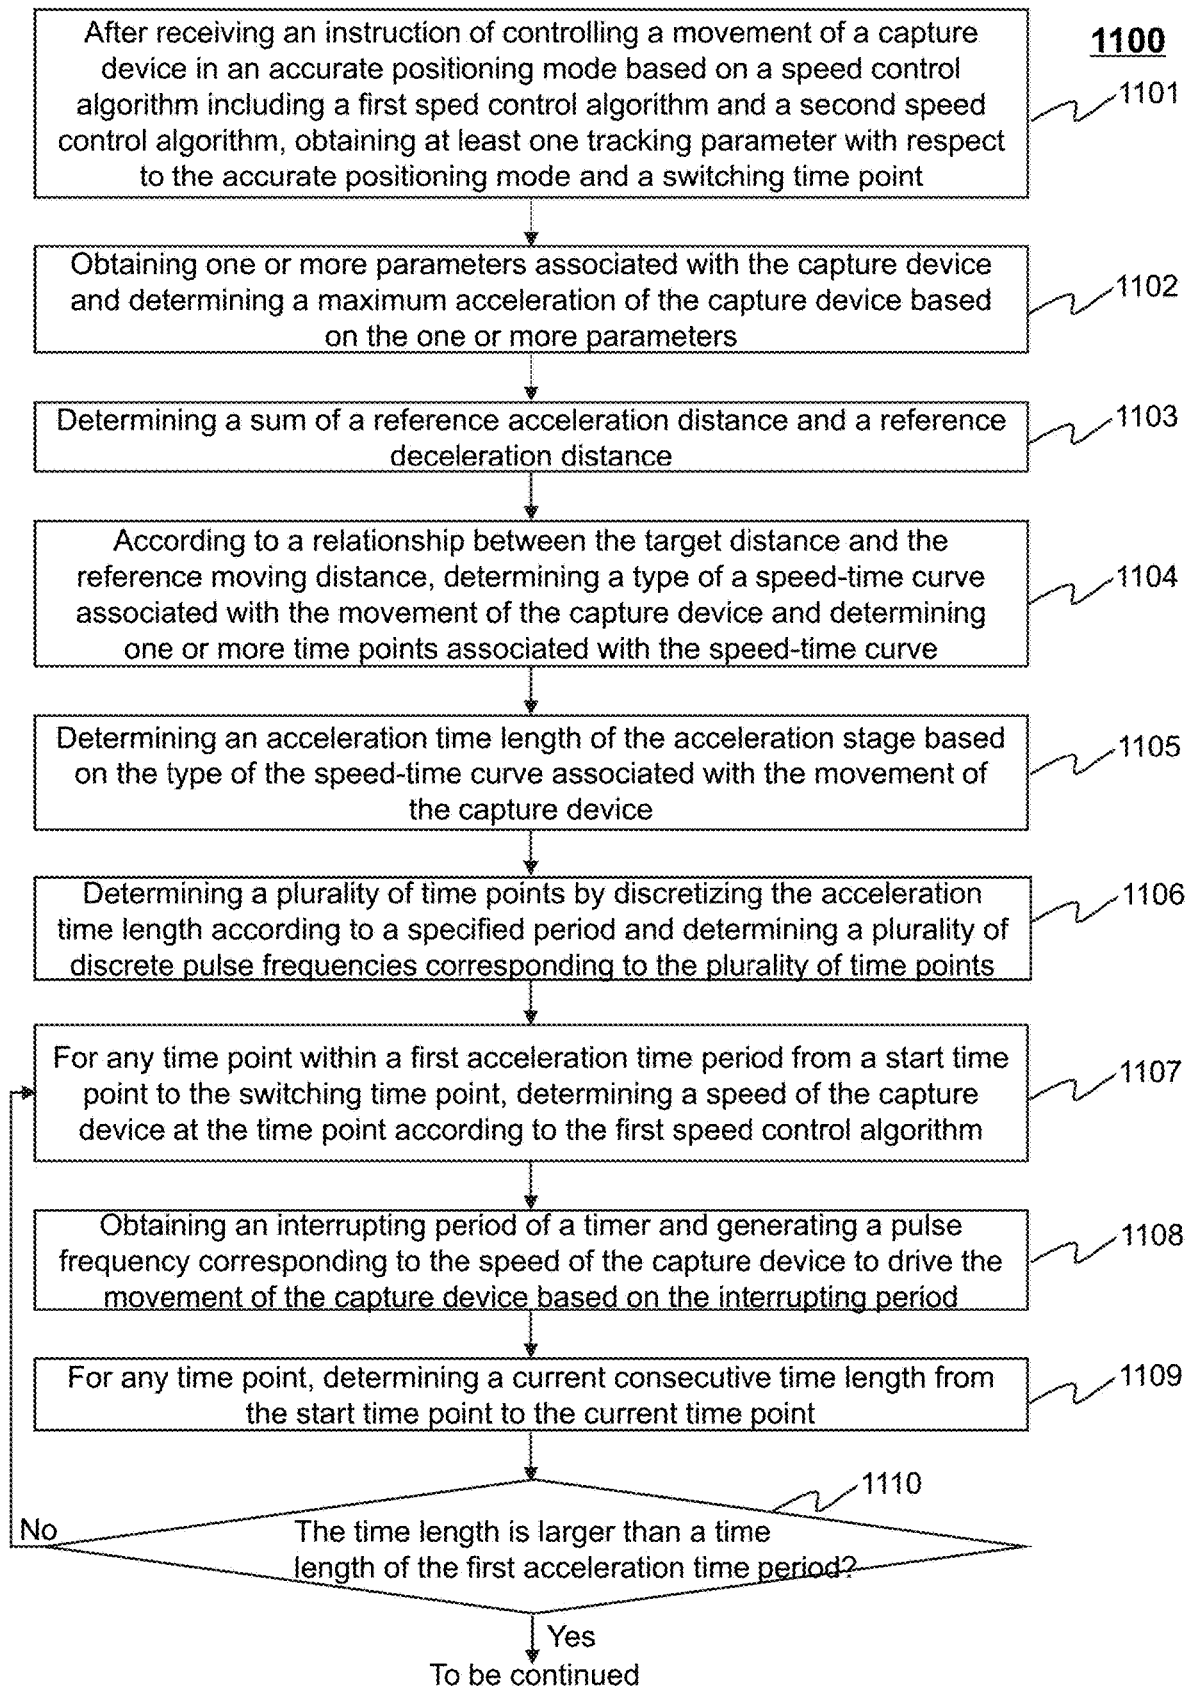 1100
After receiving an instruction of controlling a movement of a capture
device in an accurate positioning mode based on a speed control
algorithm including a first sped control algorithm and a second speed
control algorithm, obtaining at least one tracking parameter with respect
to the accurate positioning mode and a switching time point
1101
Obtaining one or more parameters associated with the capture device
and determining a maximum acceleration of the capture device based
on the one or more parameters
1102
Determining a sum of a reference acceleration distance and a reference
deceleration distance
1103
According to a relationship between the target distance and the
reference moving distance, determining a type of a speed-time curve
associated with the movement of the capture device and determining
one or more time points associated with the speed-time curve
1104
Determining an acceleration time length of the acceleration stage based
on the type of the speed-time curve associated with the movement of
the capture device
1105
Determining a plurality of time points by discretizing the acceleration
time length according to a specified period and determining a plurality of
discrete pulse frequencies corresponding to the plurality of time points
1106
For any time point within a first acceleration time period from a start time
point to the switching time point, determining a speed of the capture
device at the time point according to the first speed control algorithm
1107
Obtaining an interrupting period of a timer and generating a pulse
frequency corresponding to the speed of the capture device to drive the
movement of the capture device based on the interrupting period
1108
For any time point, determining a current consecutive time length from
the start time point to the current time point
1109
1110
The time length is larger than a time
length of the first acceleration time period?
No
Yes
To be continued